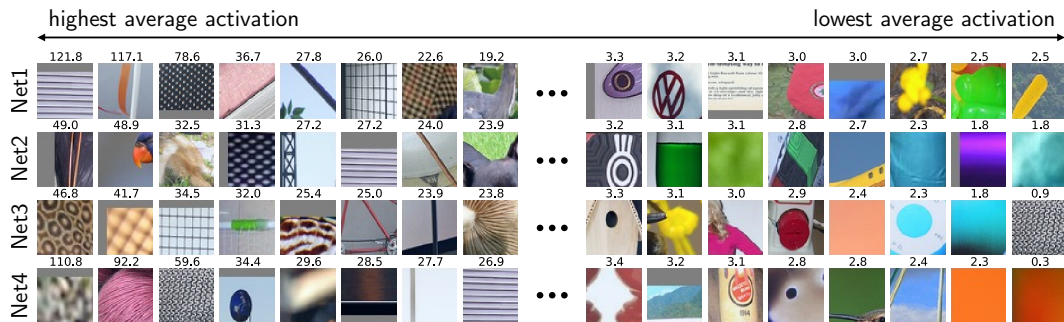 highest average activation
lowest average activation
Net1
121.8 117.1 78.6 36.7 27.8 26.0 22.6 19.2 ••• 3.3 3.2 3.1 3.0 3.0 2.7 2.5 2.5
Net2
49.0 48.9 32.5 31.3 27.2 27.2 24.0 23.9 ••• 3.2 3.1 3.1 2.8 2.7 2.3 1.8 1.8
Net3
46.8 41.7 34.5 32.0 25.4 25.0 23.9 23.8 ••• 3.3 3.1 3.0 2.9 2.4 2.3 1.8 0.9
Net4
110.8 92.2 59.6 34.4 29.6 28.5 27.7 26.9 ••• 3.4 3.2 3.1 2.8 2.8 2.4 2.3 0.3